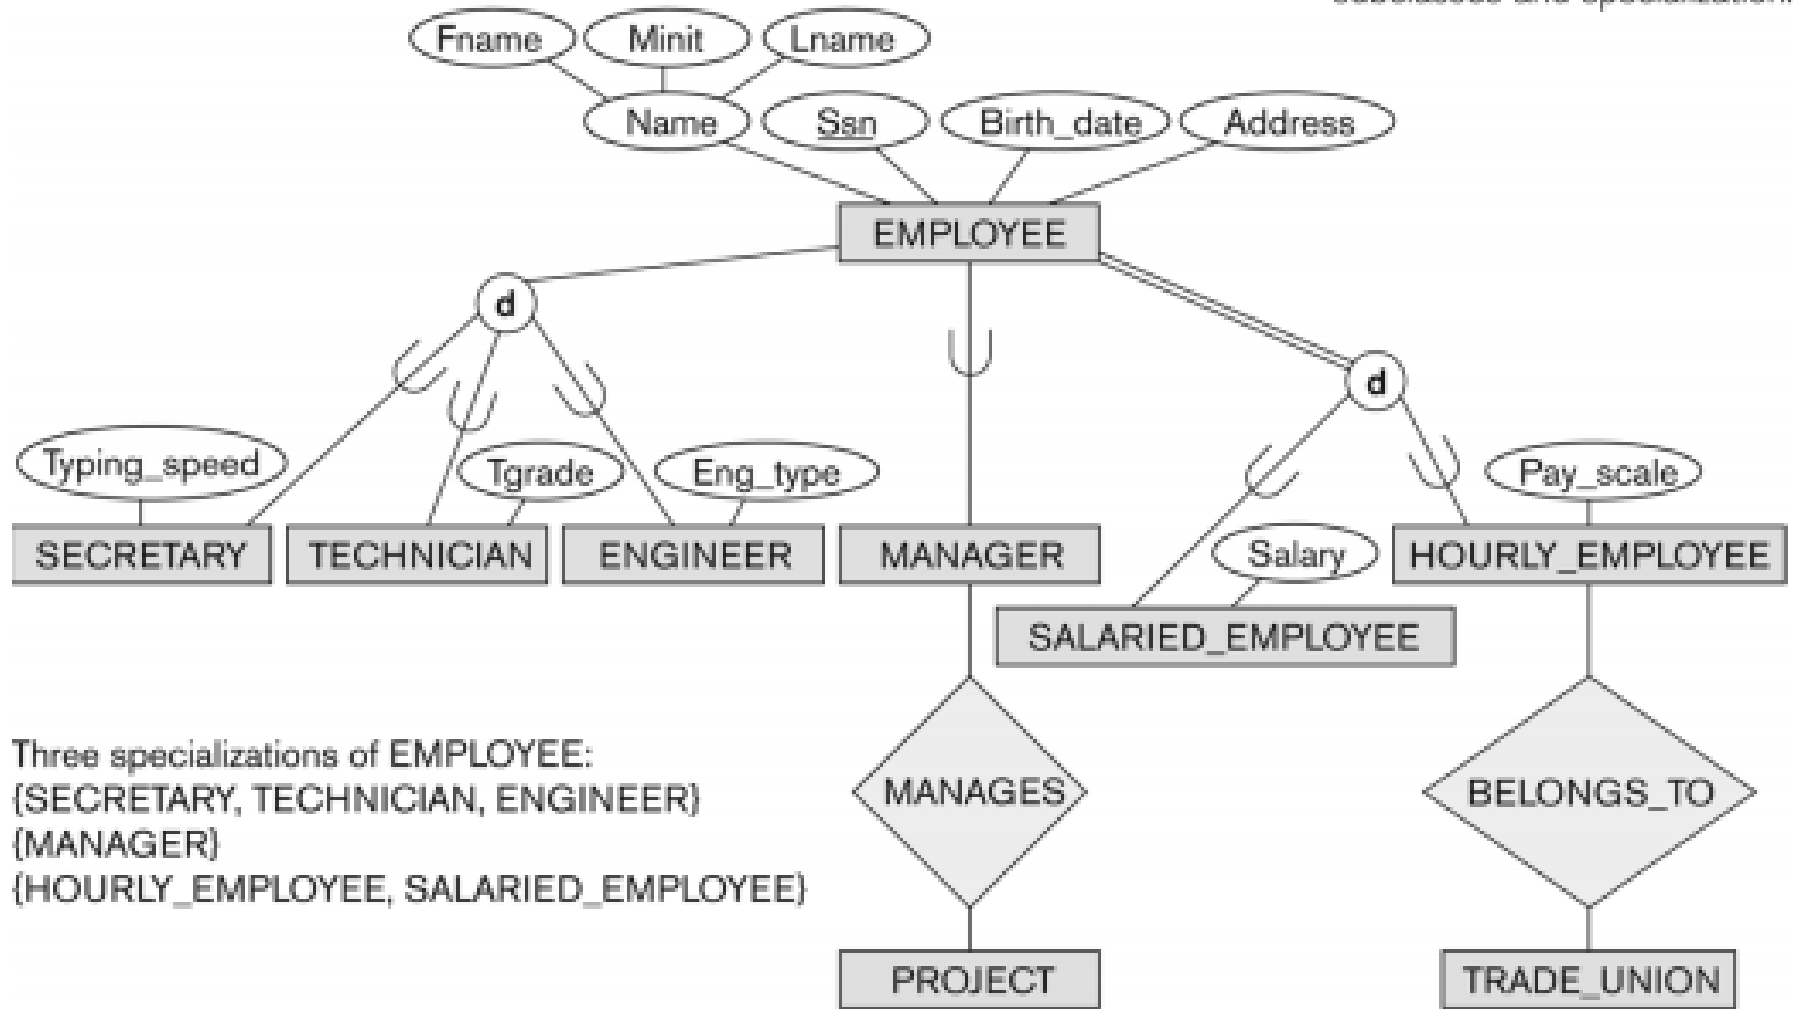 Fname Minit Lname
Name Ssn Birth_date Address
EMPLOYEE
d
d
Typing_speed Tgrade Eng_type Pay_scale
SECRETARY TECHNICIAN ENGINEER MANAGER Salary HOURLY_EMPLOYEE
SALARIED_EMPLOYEE
Three specializations of EMPLOYEE:
{SECRETARY, TECHNICIAN, ENGINEER}
{MANAGER}
{HOURLY_EMPLOYEE, SALARIED_EMPLOYEE}
MANAGES BELONGS_TO
PROJECT TRADE_UNION